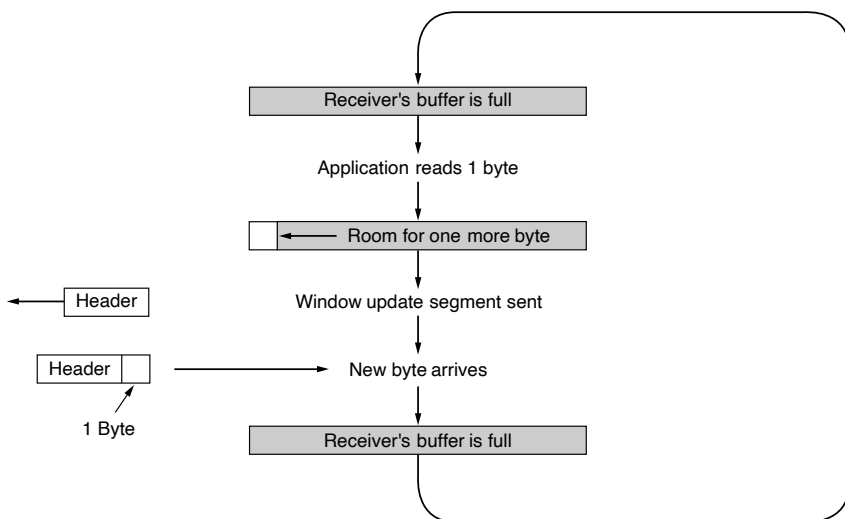 Receiver's buffer is full
Application reads 1 byte
Room for one more byte
Header
Window update segment sent
Header
New byte arrives
1 Byte
Receiver's buffer is full